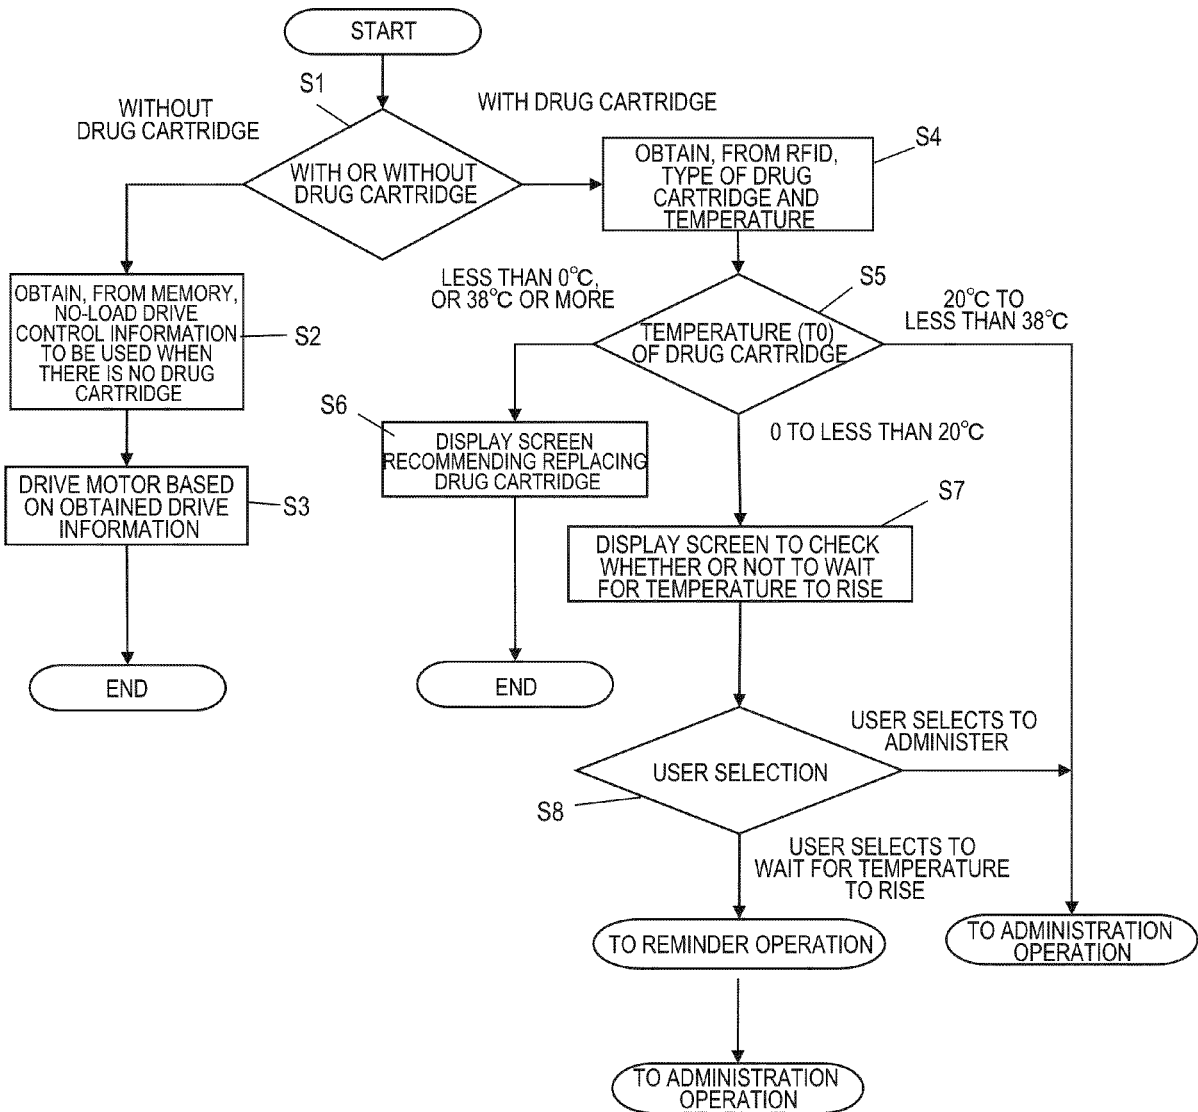 START
S1
WITHOUT
DRUG CARTRIDGE
WITH DRUG CARTRIDGE
WITH OR WITHOUT
DRUG CARTRIDGE
S4
OBTAIN, FROM RFID,
TYPE OF DRUG
CARTRIDGE AND
TEMPERATURE
OBTAIN, FROM MEMORY,
NO-LOAD DRIVE
CONTROL INFORMATION
TO BE USED WHEN
THERE IS NO DRUG
CARTRIDGE
S2
LESS THAN 0°C,
OR 38°C OR MORE
S5
20°C TO
LESS THAN 38°C
TEMPERATURE (T0)
OF DRUG CARTRIDGE
S6
DISPLAY SCREEN
RECOMMENDING REPLACING
DRUG CARTRIDGE
0 TO LESS THAN 20°C
DRIVE MOTOR BASED
ON OBTAINED DRIVE
INFORMATION
S3
S7
DISPLAY SCREEN TO CHECK
WHETHER OR NOT TO WAIT
FOR TEMPERATURE TO RISE
END
END
USER SELECTS TO
ADMINISTER
USER SELECTION
S8
USER SELECTS TO
WAIT FOR TEMPERATURE
TO RISE
TO REMINDER OPERATION
TO ADMINISTRATION
OPERATION
TO ADMINISTRATION
OPERATION